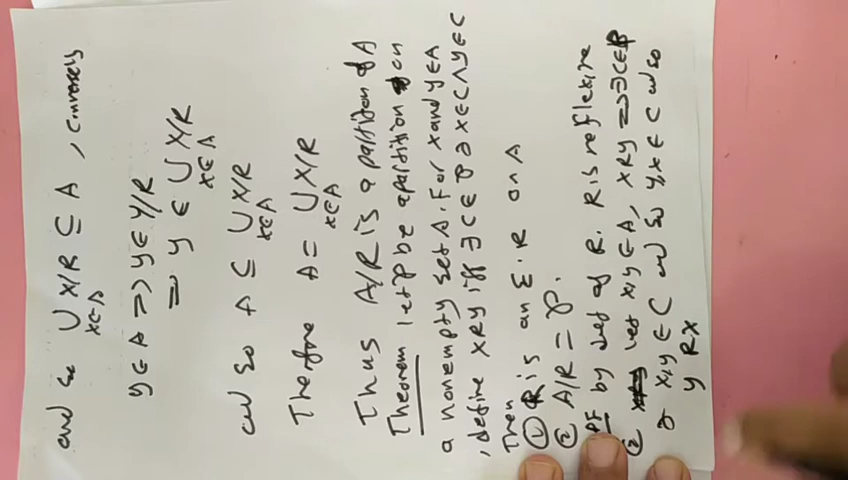 and so ∪ x/R ⊆ A , conversely
x∈A
y∈A ⇒ y∈ y/R
⇒ y ∈ ∪ x/R
x∈A
and so A ⊆ ∪ x/R
x∈A
Therefore A = ∪ x/R
x∈A
Thus A/R is a partition of A
Theorem let P be a partition on
a nonempty set A. For x and y∈A
, define xRy iff ∃ C∈ P ∋ x∈C ∧ y∈C
Then
① R is an E.R on A
② A/R = P.
PF by def of R. R is reflexive
② let x,y ∈ A, xRy ⇒ ∃ C∈P
∋ x,y ∈ C and so y,x ∈ C and so
y R x